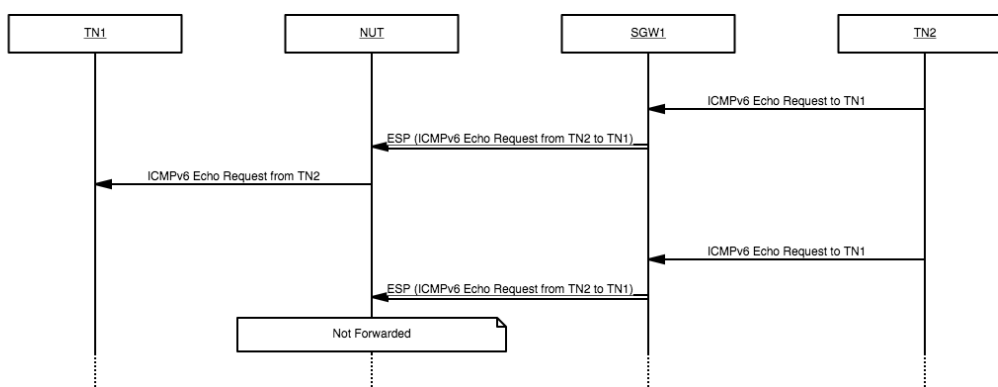 TN1
NUT
SGW1
TN2
ICMPv6 Echo Request to TN1
ESP (ICMPv6 Echo Request from TN2 to TN1)
ICMPv6 Echo Request from TN2
ICMPv6 Echo Request to TN1
ESP (ICMPv6 Echo Request from TN2 to TN1)
Not Forwarded